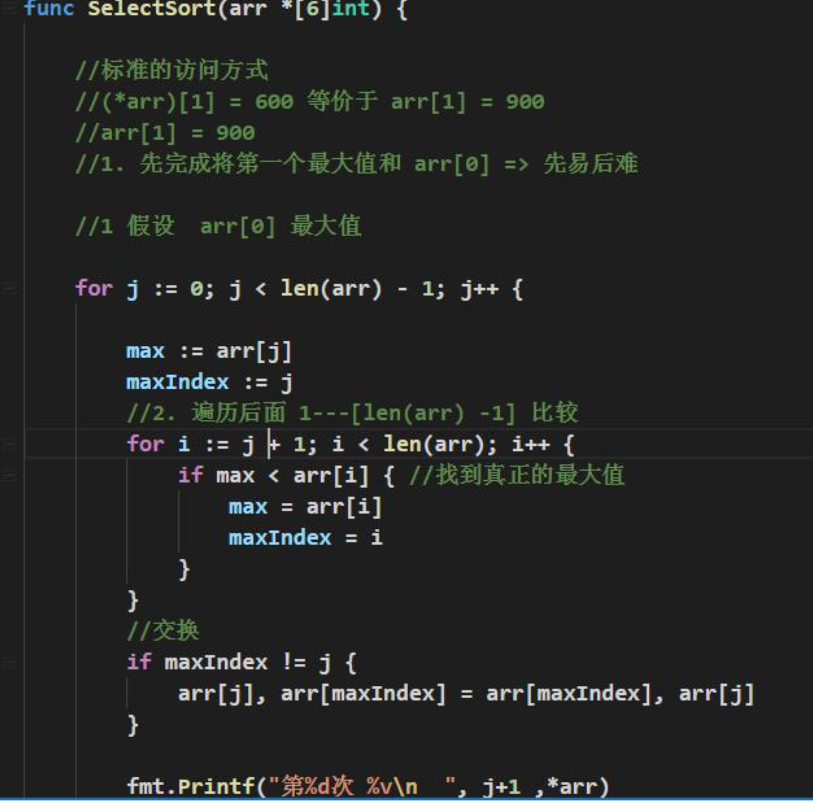 func SelectSort(arr *[6]int) {
//标准的访问方式
//(*arr)[1] = 600 等价于 arr[1] = 900
//arr[1] = 900
//1. 先完成将第一个最大值和 arr[0] => 先易后难
//1 假设  arr[0] 最大值
for j := 0; j < len(arr) - 1; j++ {
max := arr[j]
maxIndex := j
//2. 遍历后面 1---[len(arr) -1] 比较
for i := j + 1; i < len(arr); i++ {
if max < arr[i] { //找到真正的最大值
max = arr[i]
maxIndex = i
}
}
//交换
if maxIndex != j {
arr[j], arr[maxIndex] = arr[maxIndex], arr[j]
}
fmt.Printf("第%d次 %v\n  ", j+1 ,*arr)